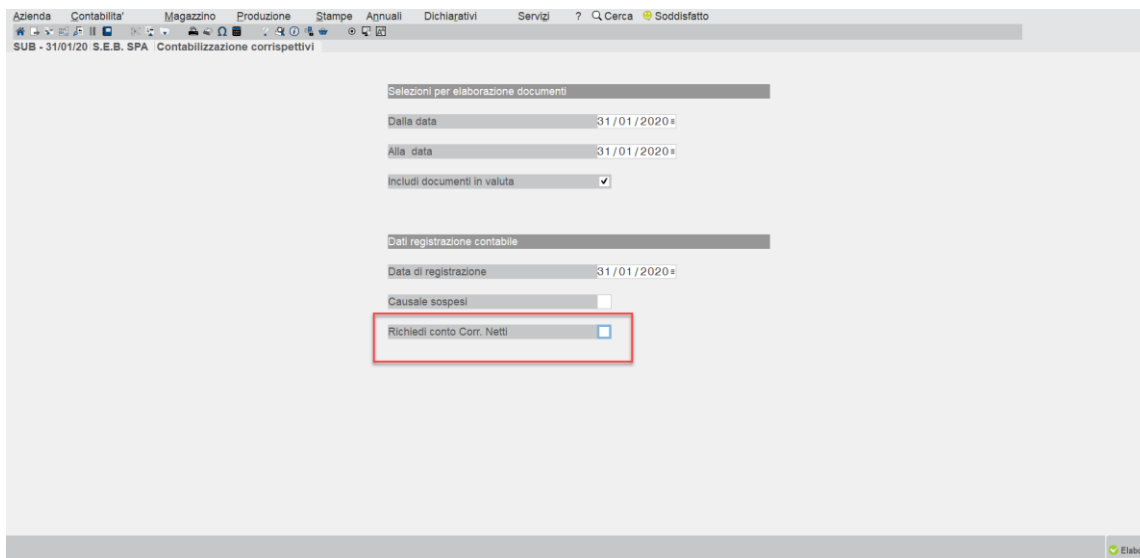 Azienda Contabilita' Magazzino Produzione Stampe Annuali Dichiarativi Servizi ? Cerca Soddisfatto
SUB - 31/01/20 S.E.B. SPA Contabilizzazione corrispettivi
Selezioni per elaborazione documenti
Dalla data 31/01/2020
Alla data 31/01/2020
Includi documenti in valuta
Dati registrazione contabile
Data di registrazione 31/01/2020
Causale sospesi
Richiedi conto Corr. Netti
Elabo